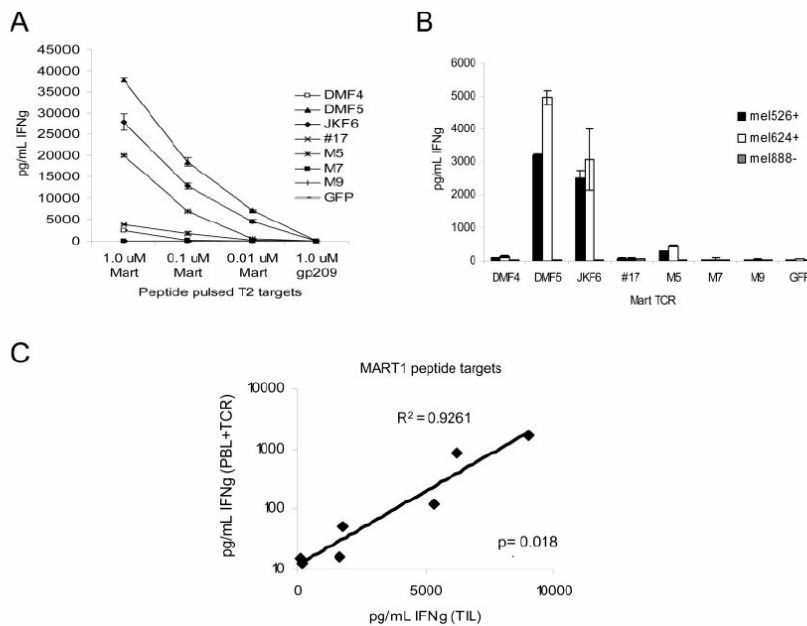 A
pg/mL IFNg
45000
40000
35000
30000
25000
20000
15000
10000
5000
0
1.0 uM Mart
0.1 uM Mart
0.01 uM Mart
1.0 uM gp209
Peptide pulsed T2 targets
DMF4
DMF5
JKF6
#17
M5
M7
M9
GFP
B
pg/mL IFNg
6000
5000
4000
3000
2000
1000
0
DMF4 DMF5 JKF6 #17 M5 M7 M9 GFP
Mart TCR
mel526+
mel624+
mel888-
C
MART1 peptide targets
pg/mL IFNg (PBL+TCR)
10000
1000
100
10
R² = 0.9261
p= 0.018
0 5000 10000
pg/mL IFNg (TIL)